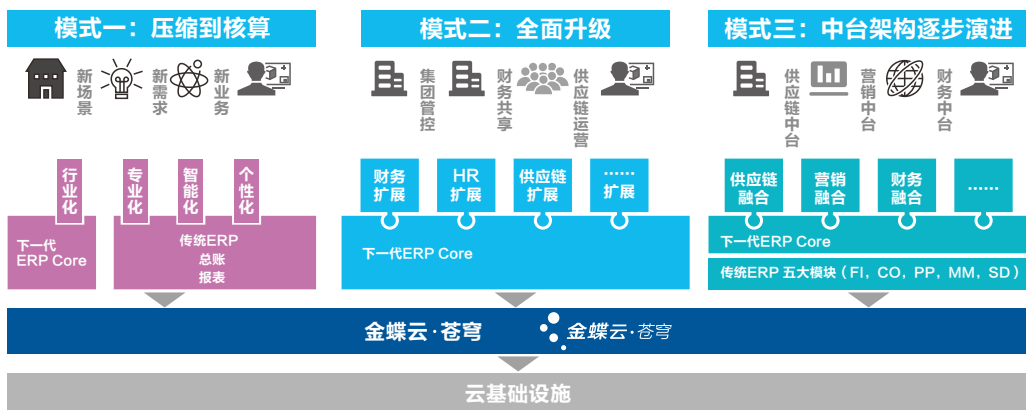 模式一：压缩到核算
新场景
新需求
新业务
行业化
专业化
智能化
个性化
下一代
ERP Core
传统ERP
总账
报表
模式二：全面升级
集团管控
财务共享
供应链运营
财务
扩展
HR
扩展
供应链
扩展
······
扩展
下一代ERP Core
模式三：中台架构逐步演进
供应链中台
营销中台
财务中台
供应链
融合
营销
融合
财务
融合
······
下一代ERP Core
传统ERP 五大模块（FI，CO，PP，MM，SD）
金蝶云·苍穹
金蝶云·苍穹
云基础设施